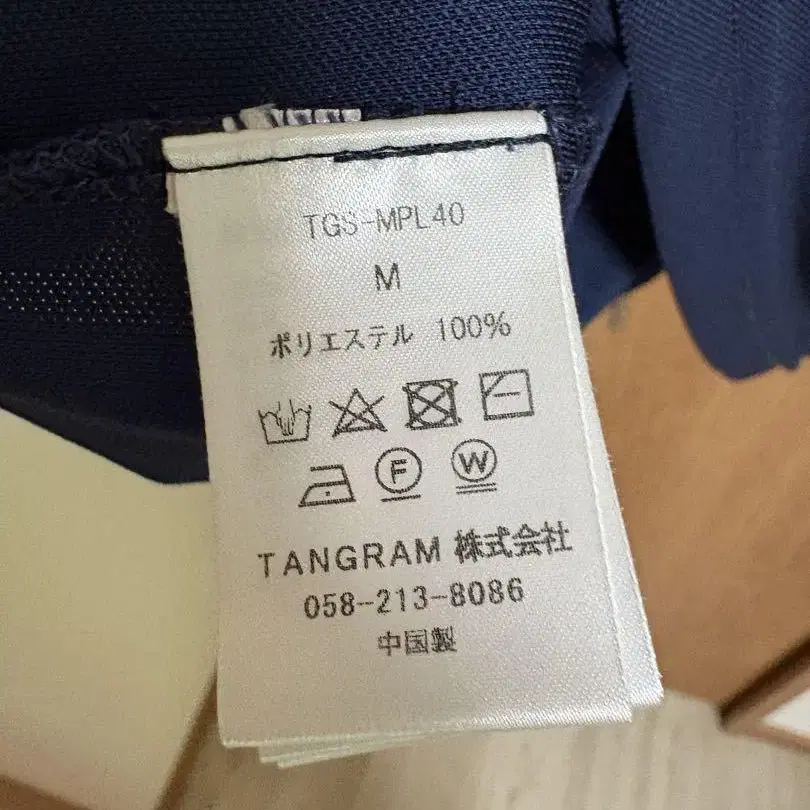 TGS-MPL40
M
ポリエステル 100%
F W
TANGRAM 株式会社
058-213-8086
中国製